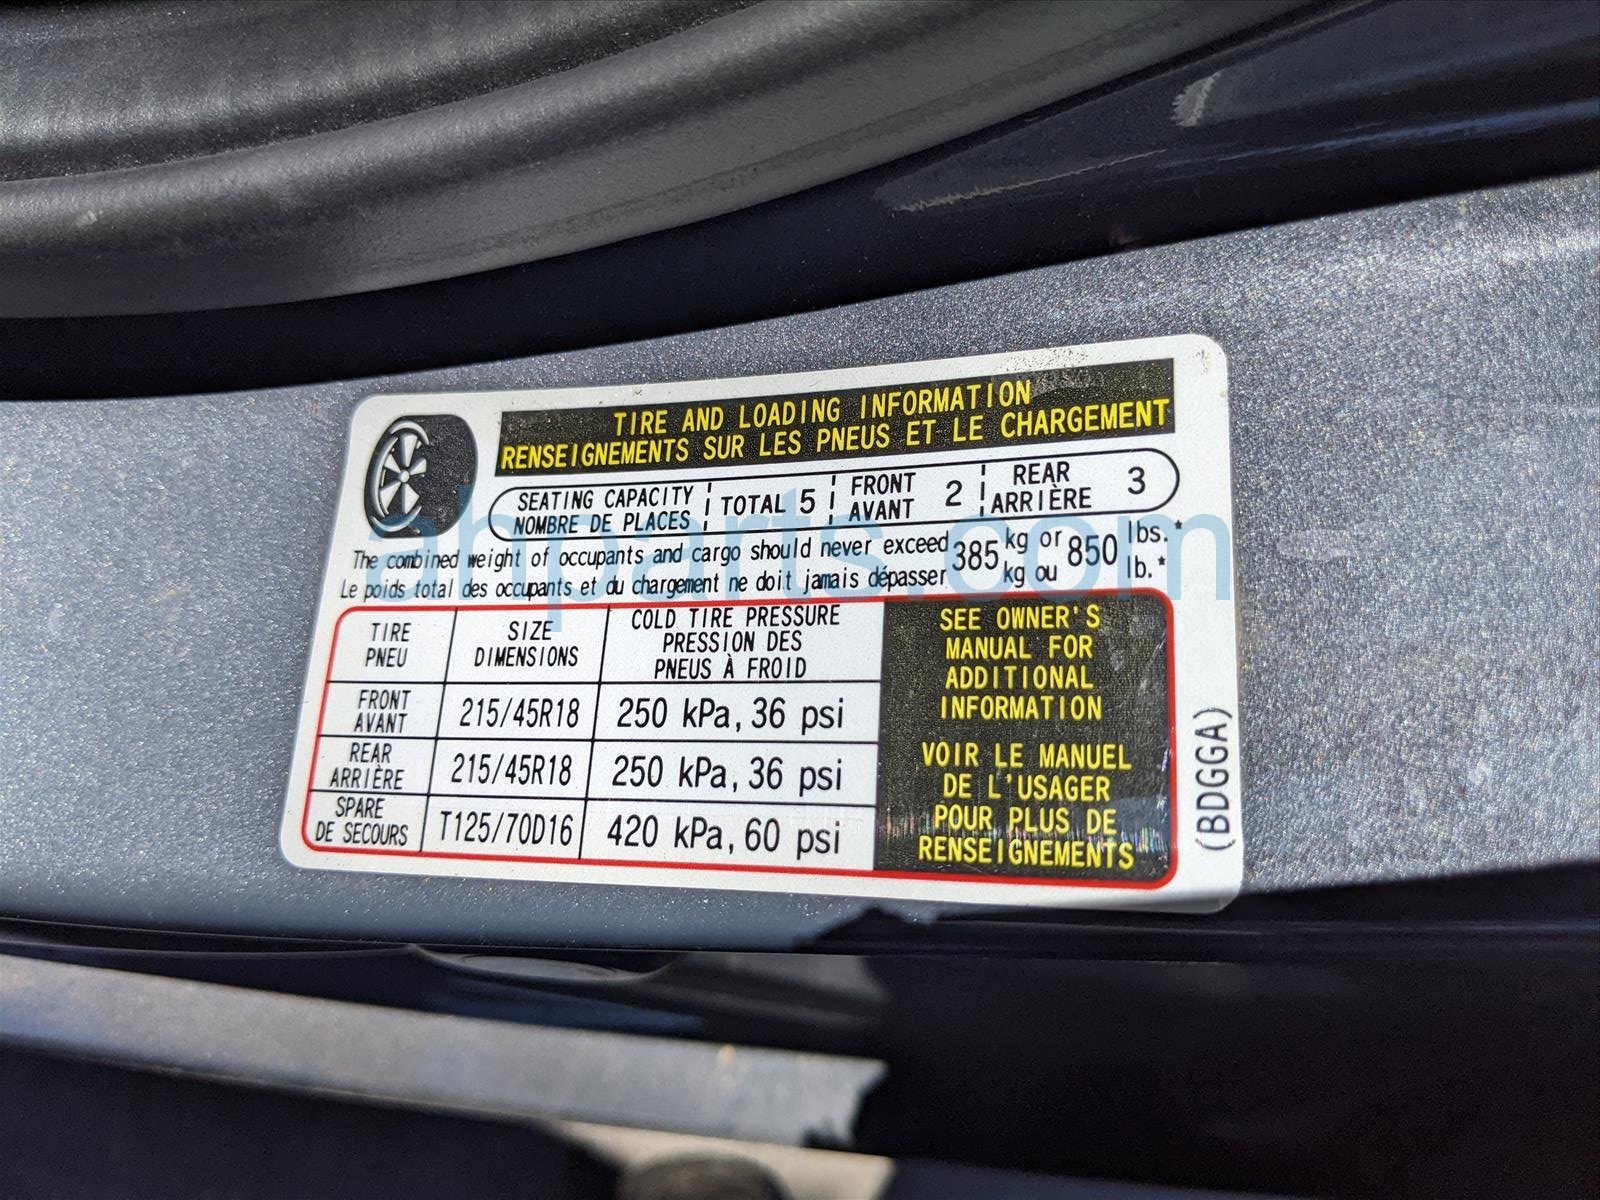 TIRE AND LOADING INFORMATION
RENSEIGNEMENTS SUR LES PNEUS ET LE CHARGEMENT
SEATING CAPACITY TOTAL 5 FRONT 2 REAR 3
NOMBRE DE PLACES AVANT ARRIÈRE
The combined weight of occupants and cargo should never exceed 385 kg or 850 lbs.*
Le poids total des occupants et du chargement ne doit jamais dépasser kg ou lb.*
TIRE SIZE COLD TIRE PRESSURE
PNEU DIMENSIONS PRESSION DES
PNEUS À FROID
FRONT
AVANT 215/45R18 250 kPa, 36 psi
REAR
ARRIÈRE 215/45R18 250 kPa, 36 psi
SPARE
DE SECOURS T125/70D16 420 kPa, 60 psi
SEE OWNER'S
MANUAL FOR
ADDITIONAL
INFORMATION
VOIR LE MANUEL
DE L'USAGER
POUR PLUS DE
RENSEIGNEMENTS
(BDGGA)
ahparts.com